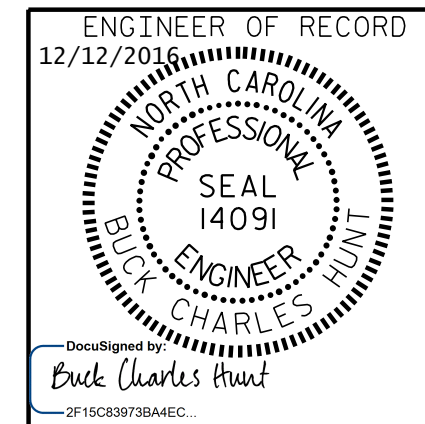 ENGINEER OF RECORD
12/12/2016
NORTH CAROLINA
PROFESSIONAL
SEAL
14091
ENGINEER
BUCK CHARLES HUNT
DocuSigned by:
Buck Charles Hunt
2F15C83973BA4EC...